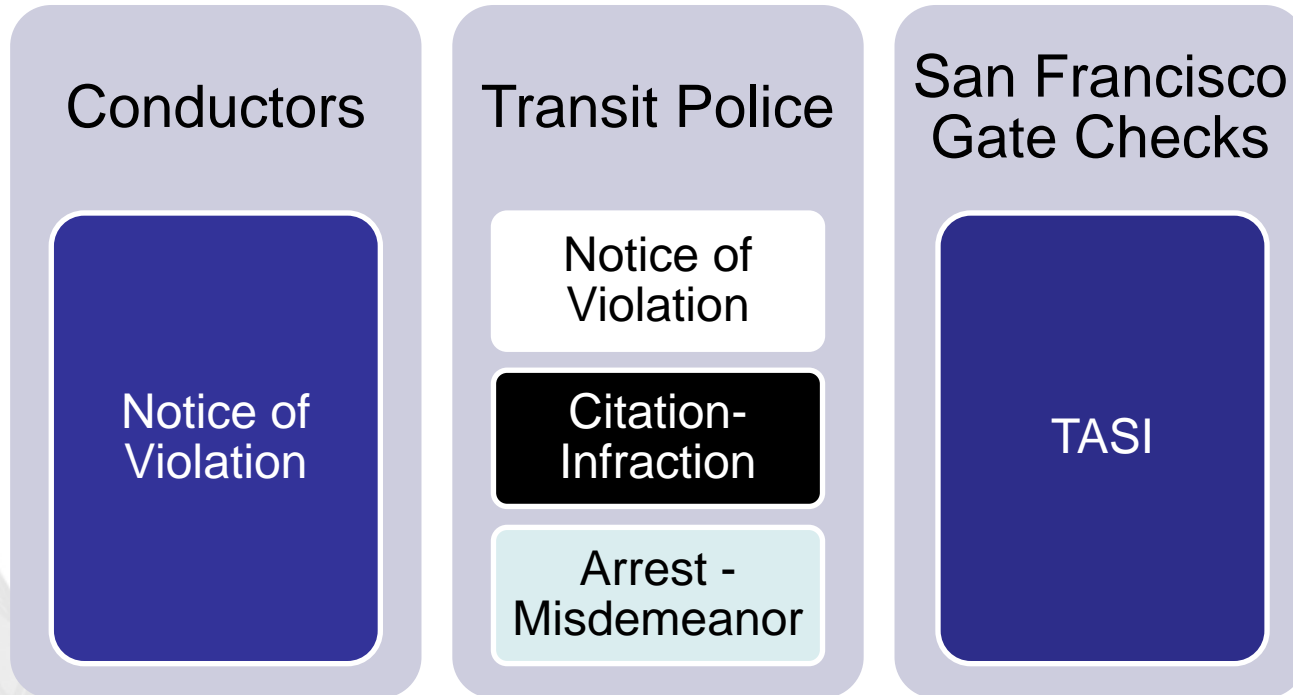 Conductors
Notice of
Violation
Transit Police
Notice of
Violation
Citation-
Infraction
Arrest -
Misdemeanor
San Francisco
Gate Checks
TASI